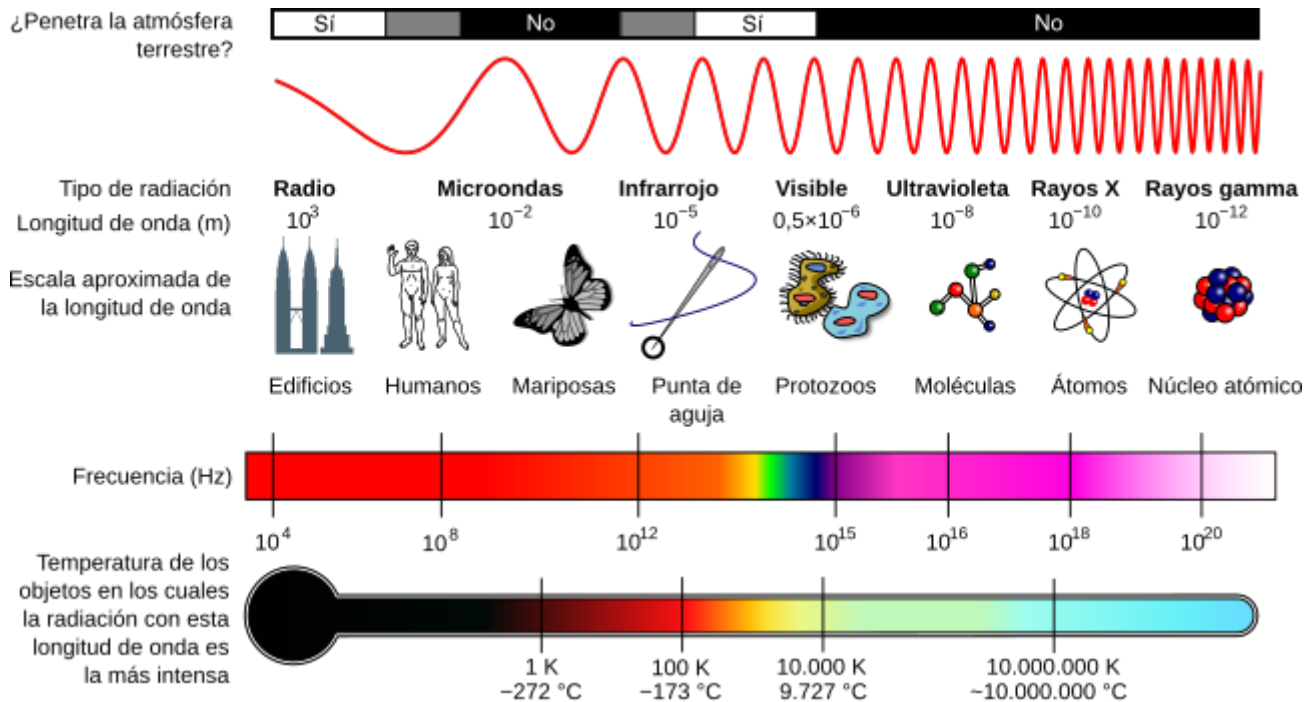 ¿Penetra la atmósfera
terrestre?
Sí
No
Sí
No
Tipo de radiación
Radio
Microondas
Infrarrojo
Visible
Ultravioleta
Rayos X
Rayos gamma
Longitud de onda (m)
10³
10⁻²
10⁻⁵
0,5×10⁻⁶
10⁻⁸
10⁻¹⁰
10⁻¹²
Escala aproximada de
la longitud de onda
Edificios
Humanos
Mariposas
Punta de
aguja
Protozoos
Moléculas
Átomos
Núcleo atómico
Frecuencia (Hz)
10⁴
10⁸
10¹²
10¹⁵
10¹⁶
10¹⁸
10²⁰
Temperatura de los
objetos en los cuales
la radiación con esta
longitud de onda es
la más intensa
1 K
−272 °C
100 K
−173 °C
10.000 K
9.727 °C
10.000.000 K
~10.000.000 °C